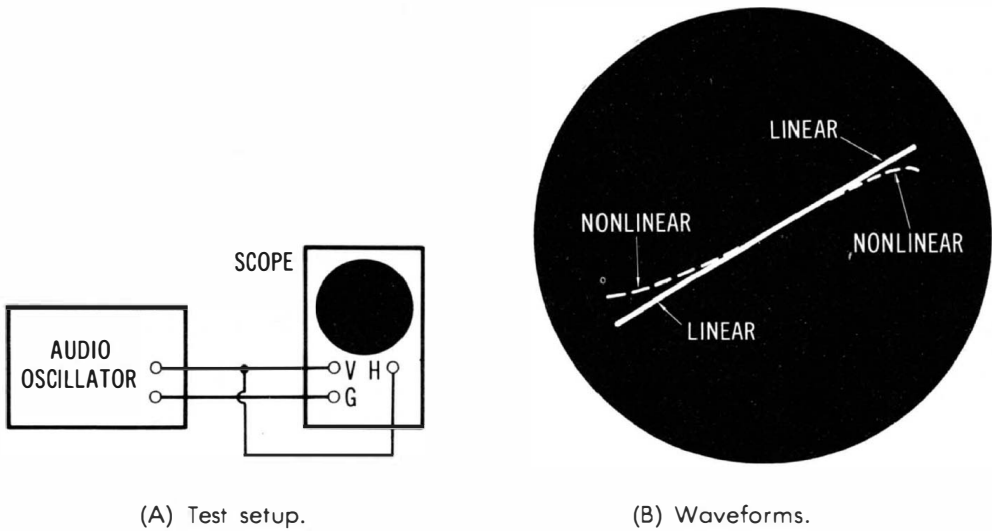 SCOPE
AUDIO
OSCILLATOR
V H
G
(A) Test setup.
LINEAR
NONLINEAR
NONLINEAR
LINEAR
(B) Waveforms.